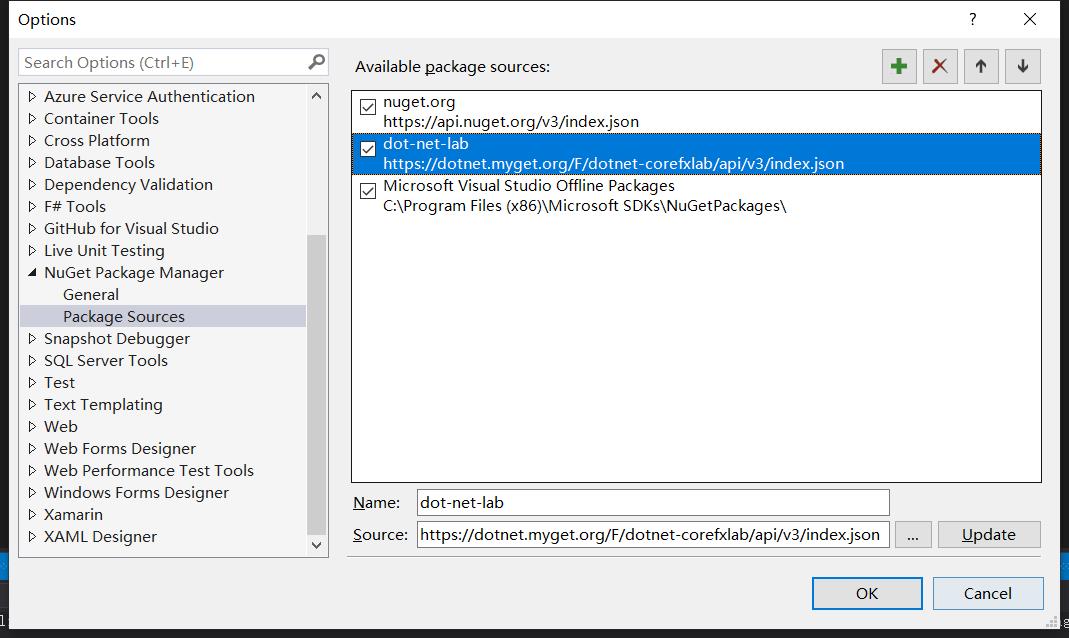 Options
?
Search Options (Ctrl+E)
Azure Service Authentication
Container Tools
Cross Platform
Database Tools
Dependency Validation
F# Tools
GitHub for Visual Studio
Live Unit Testing
NuGet Package Manager
General
Package Sources
Snapshot Debugger
SQL Server Tools
Test
Text Templating
Web
Web Forms Designer
Web Performance Test Tools
Windows Forms Designer
Xamarin
XAML Designer
Available package sources:
nuget.org
https://api.nuget.org/v3/index.json
dot-net-lab
https://dotnet.myget.org/F/dotnet-corefxlab/api/v3/index.json
Microsoft Visual Studio Offline Packages
C:\Program Files (x86)\Microsoft SDKs\NuGetPackages\
Name: dot-net-lab
Source: https://dotnet.myget.org/F/dotnet-corefxlab/api/v3/index.json ... Update
OK Cancel